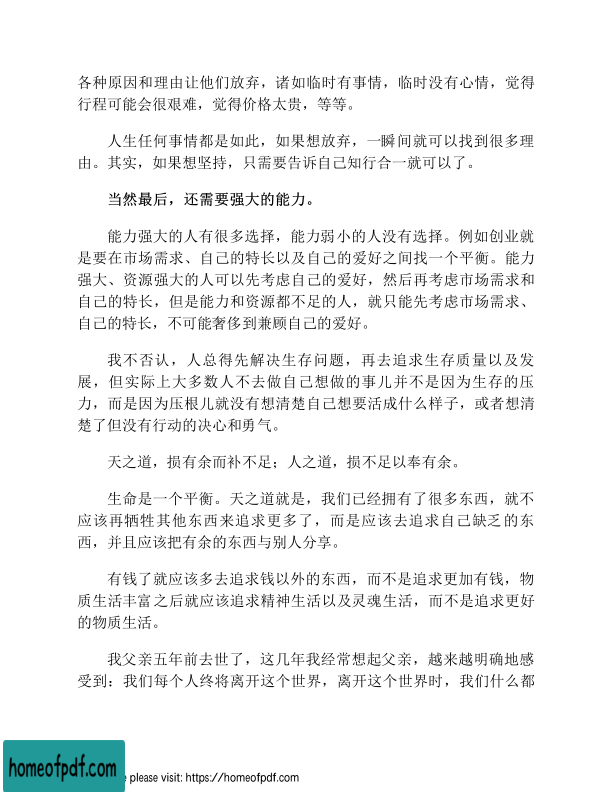 各种原因和理由让他们放弃，诸如临时有事情，临时没有心情，觉得
行程可能会很艰难，觉得价格太贵，等等。
人生任何事情都是如此，如果想放弃，一瞬间就可以找到很多理
由。其实，如果想坚持，只需要告诉自己知行合一就可以了。
当然最后，还需要强大的能力。
能力强大的人有很多选择，能力弱小的人没有选择。例如创业就
是要在市场需求、自己的特长以及自己的爱好之间找一个平衡。能力
强大、资源强大的人可以先考虑自己的爱好，然后再考虑市场需求和
自己的特长，但是能力和资源都不足的人，就只能先考虑市场需求、
自己的特长，不可能奢侈到兼顾自己的爱好。
我不否认，人总得先解决生存问题，再去追求生存质量以及发
展，但实际上大多数人不去做自己想做的事儿并不是因为生存的压
力，而是因为压根儿就没有想清楚自己想要活成什么样子，或者想清
楚了但没有行动的决心和勇气。
天之道，损有余而补不足；人之道，损不足以奉有余。
生命是一个平衡。天之道就是，我们已经拥有了很多东西，就不
应该再牺牲其他东西来追求更多了，而是应该去追求自己缺乏的东
西，并且应该把有余的东西与别人分享。
有钱了就应该多去追求钱以外的东西，而不是追求更加有钱，物
质生活丰富之后就应该追求精神生活以及灵魂生活，而不是追求更好
的物质生活。
我父亲五年前去世了，这几年我经常想起父亲，越来越明确地感
受到：我们每个人终将离开这个世界，离开这个世界时，我们什么都
homeofpdf.com
please visit: https://homeofpdf.com